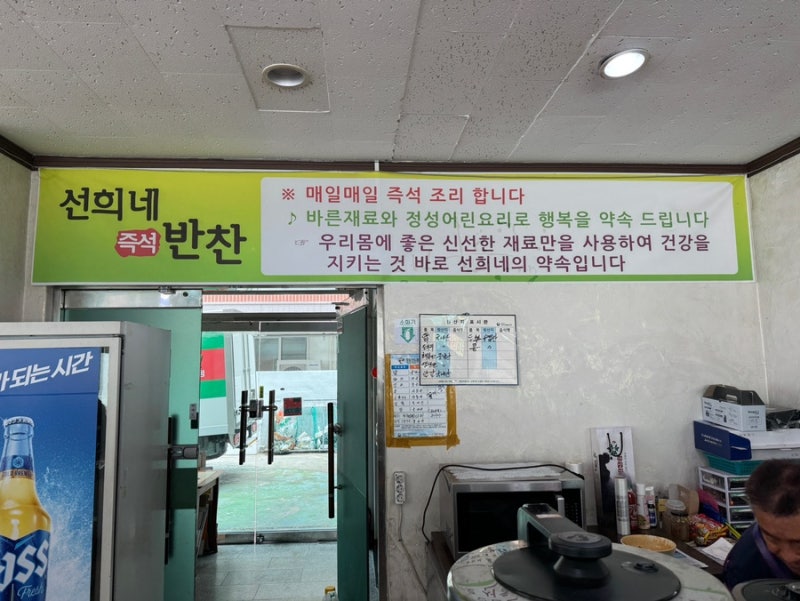 선희네
즉석 반찬
※ 매일매일 즉석 조리 합니다
♪ 바른재료와 정성어린요리로 행복을 약속 드립니다
☞ 우리몸에 좋은 신선한 재료만을 사용하여 건강을
지키는 것 바로 선희네의 약속입니다
되는 시간
Fresh